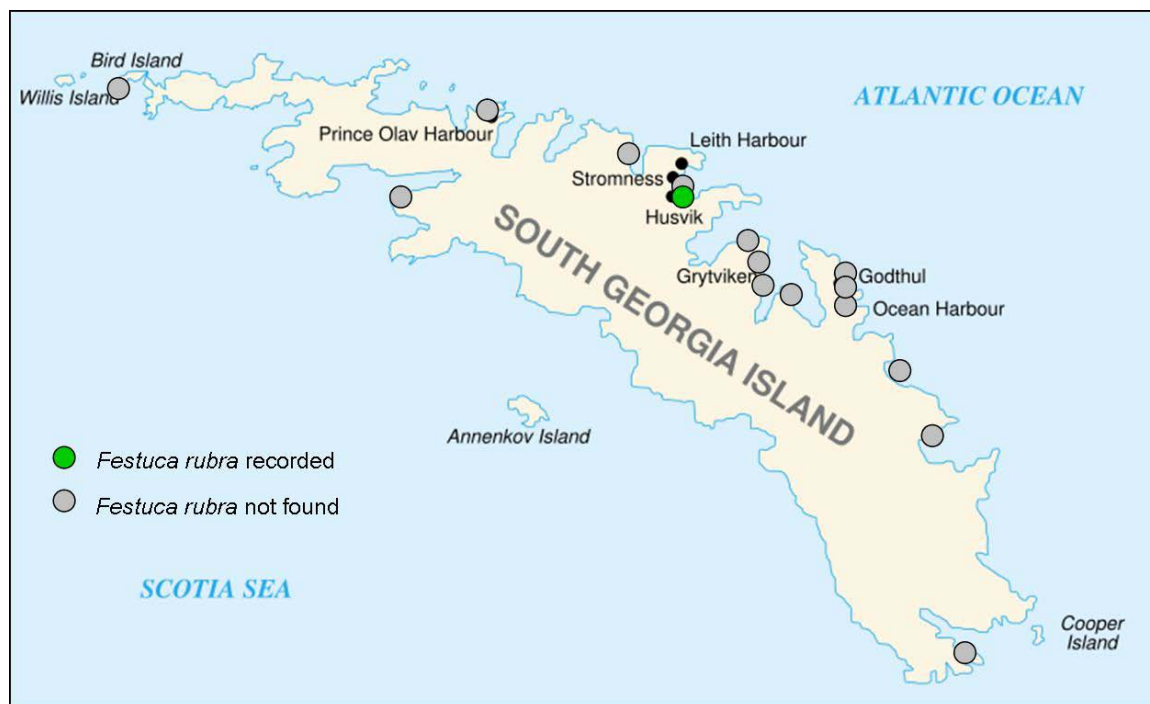 Bird Island
Willis Island
ATLANTIC OCEAN
Prince Olav Harbour
Leith Harbour
Stromness
Husvik
SOUTH GEORGIA ISLAND
Grytviken
Godthul
Ocean Harbour
Annenkov Island
Festuca rubra recorded
Festuca rubra not found
SCOTIA SEA
Cooper
Island